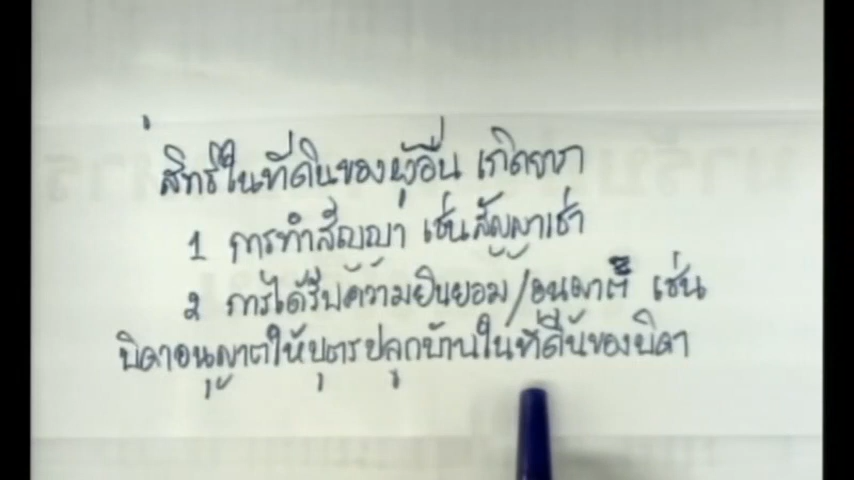 สิทธิในที่ดินของผู้อื่น เกิดจาก
1 การทำสัญญา เช่นสัญญาเช่า
2 การได้รับความยินยอม/อนุญาต เช่น
บิดาอนุญาตให้บุตรปลูกบ้านในที่ดินของบิดา